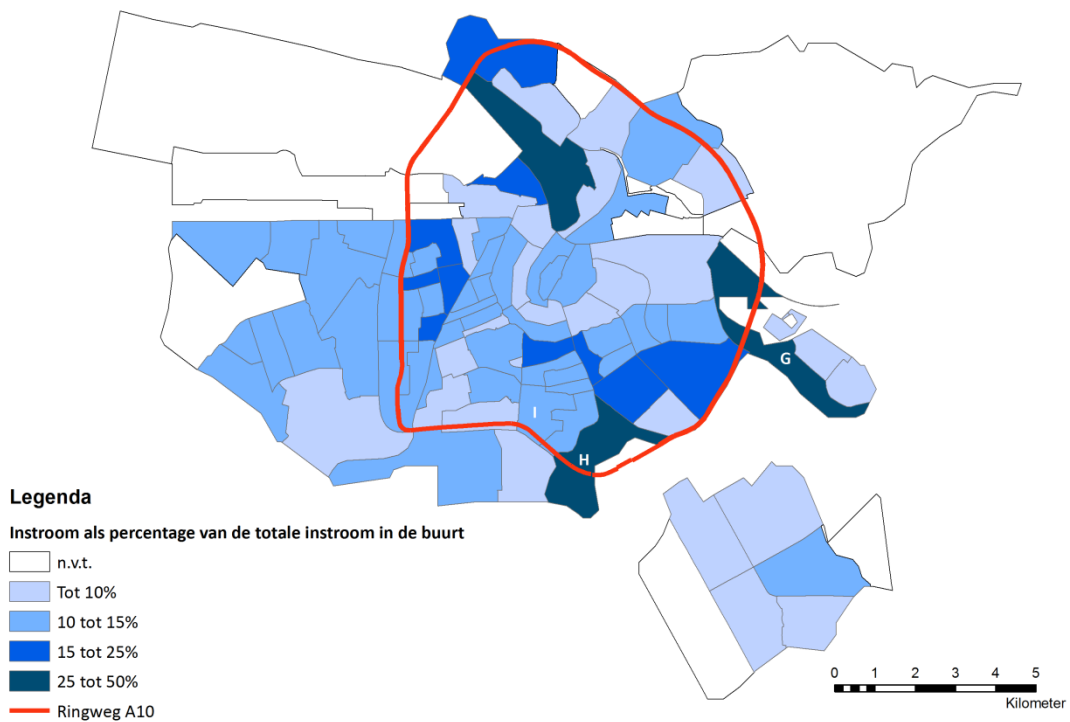 G
I
H
Legenda
Instroom als percentage van de totale instroom in de buurt
n.v.t.
Tot 10%
10 tot 15%
15 tot 25%
25 tot 50%
Ringweg A10
0 1 2 3 4 5
Kilometer